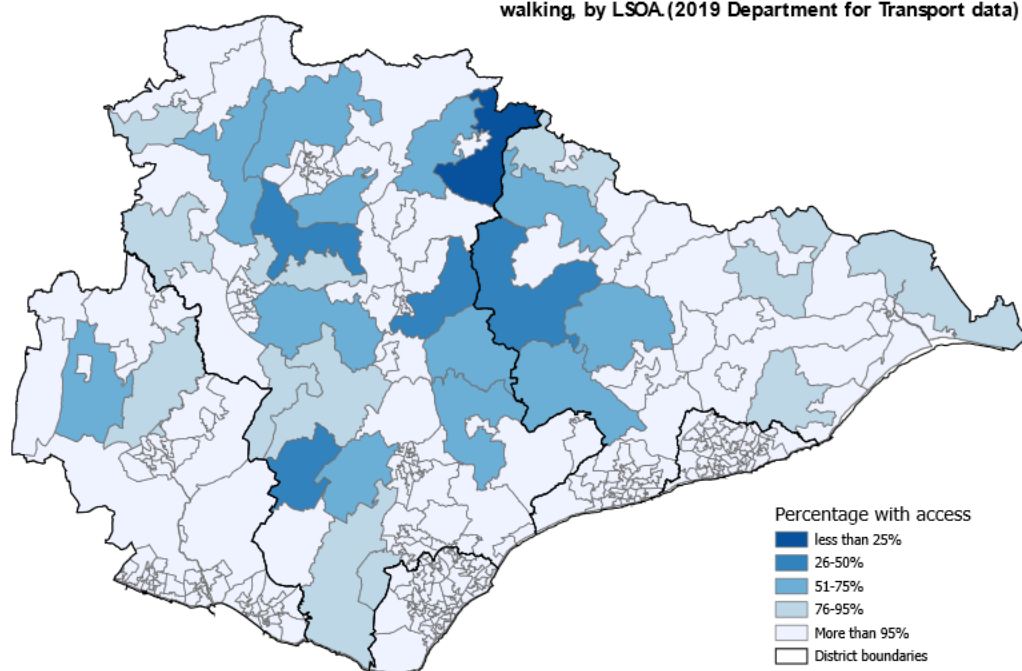 walking, by LSOA.(2019 Department for Transport data)
Percentage with access
less than 25%
26-50%
51-75%
76-95%
More than 95%
District boundaries